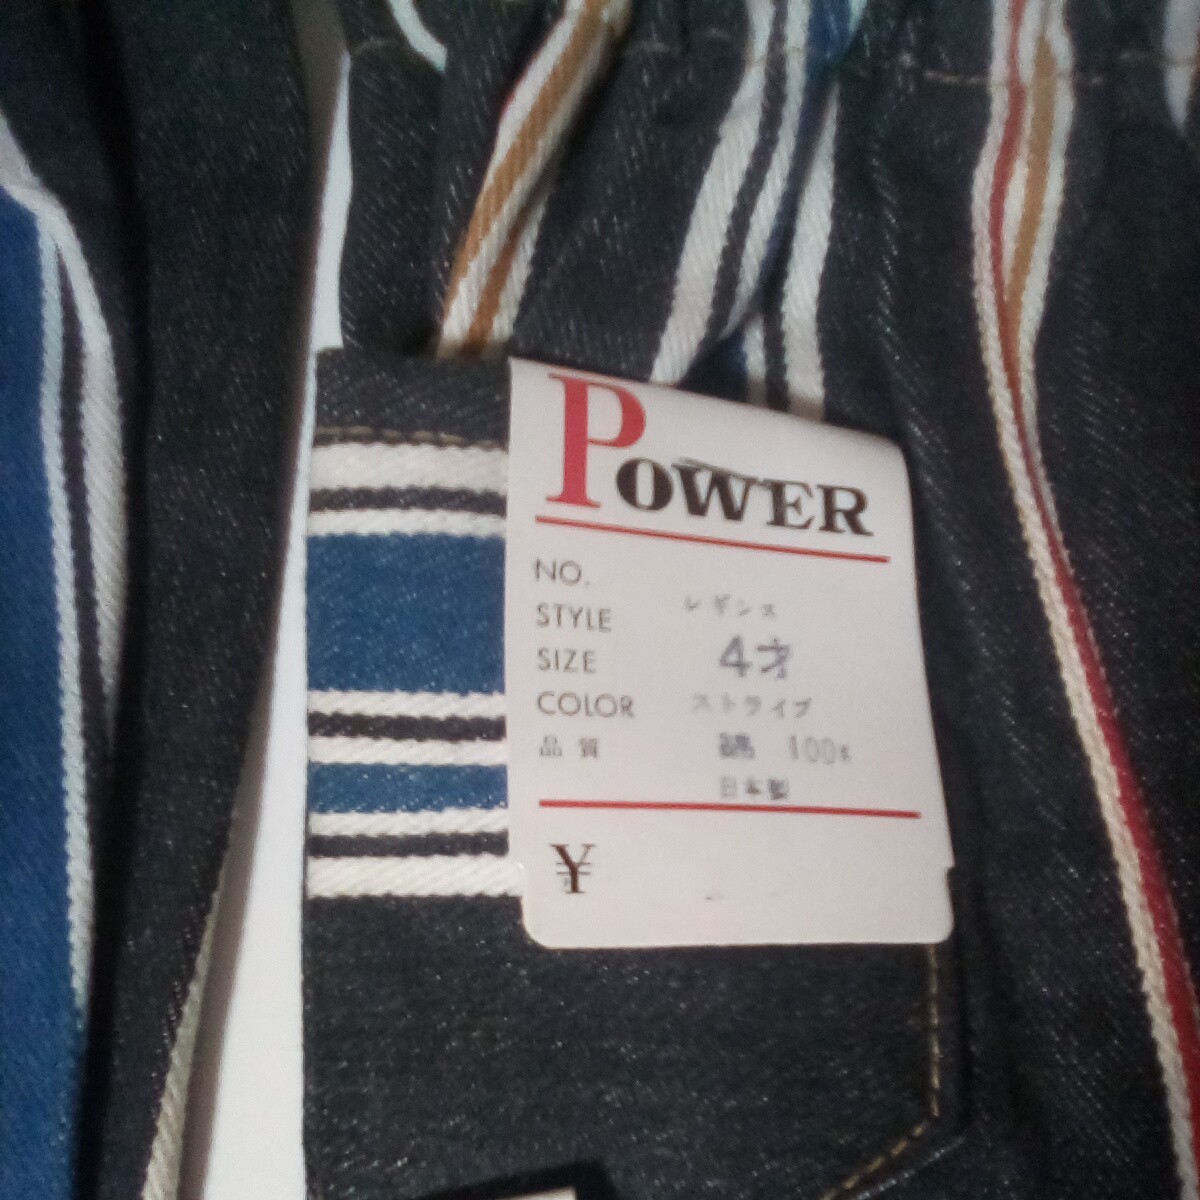 POWER
NO.
STYLE レギンス
SIZE 4才
COLOR ストライプ
品質 綿 100%
日本製
¥